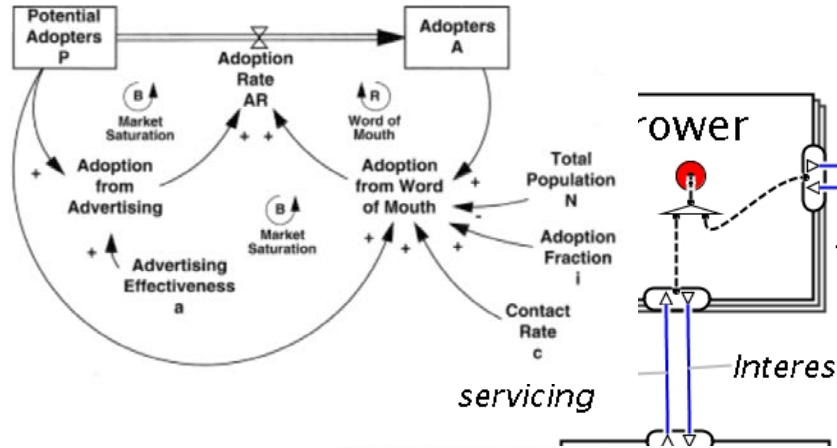 Potential
Adopters
P
Adopters
A
Adoption
Rate
AR
B
Market
Saturation
R
Word of
Mouth
+
+
+
Adoption
from
Advertising
Adoption
from Word
of Mouth
+
-
+
Total
Population
N
B
Market
Saturation
+
+
+
Adoption
Fraction
i
Advertising
Effectiveness
a
Contact
Rate
c
rower
servicing
Interes